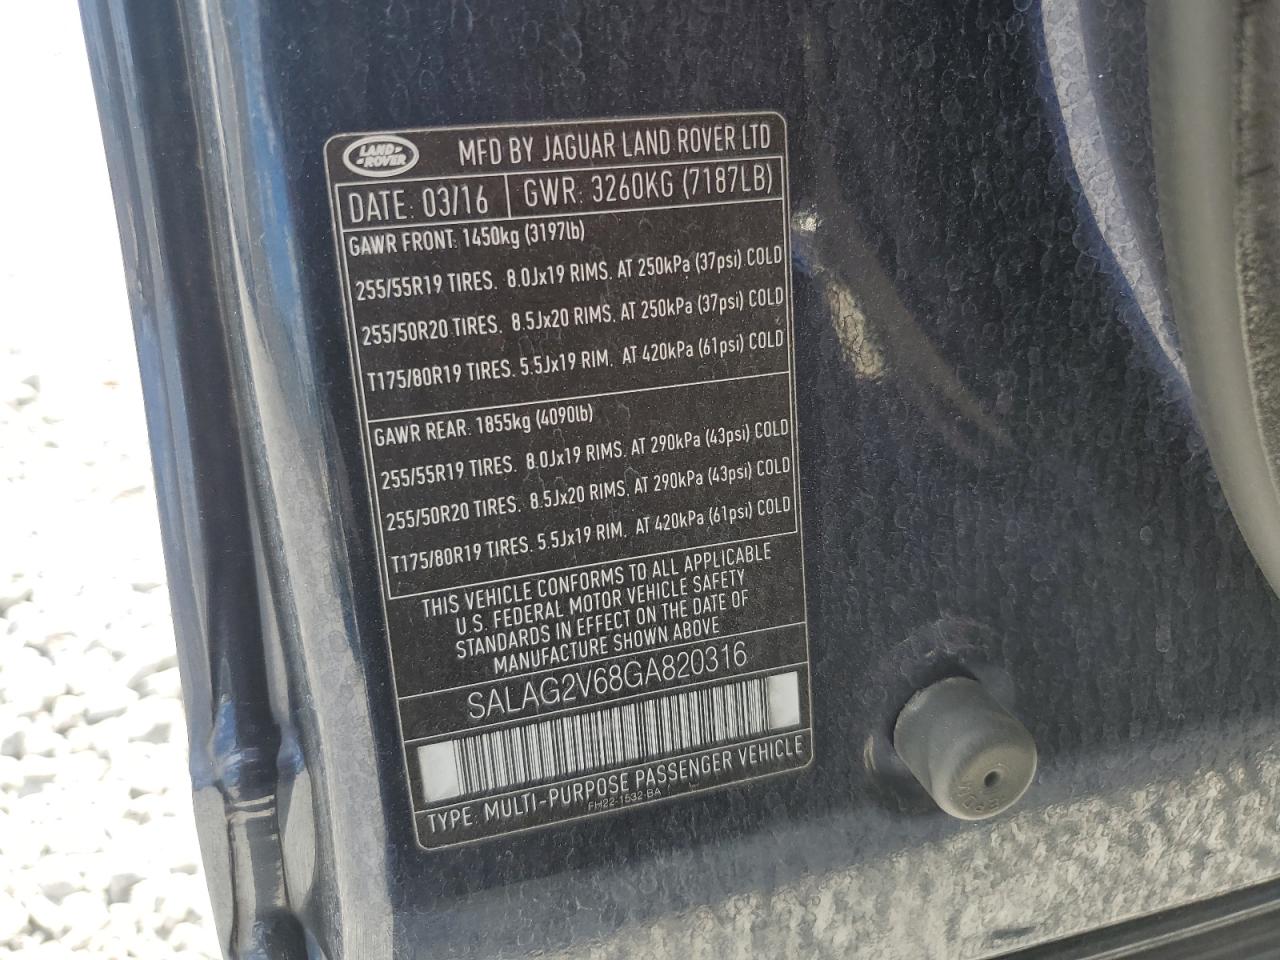 LAND-
-ROVER
MFD BY JAGUAR LAND ROVER LTD
DATE: 03/16 GWR: 3260KG (7187LB)
GAWR FRONT: 1450kg (3197lb)
255/55R19 TIRES. 8.0Jx19 RIMS. AT 250kPa (37psi) COLD
255/50R20 TIRES. 8.5Jx20 RIMS. AT 250kPa (37psi) COLD
T175/80R19 TIRES. 5.5Jx19 RIM. AT 420kPa (61psi) COLD
GAWR REAR: 1855kg (4090lb)
255/55R19 TIRES. 8.0Jx19 RIMS. AT 290kPa (43psi) COLD
255/50R20 TIRES. 8.5Jx20 RIMS. AT 290kPa (43psi) COLD
T175/80R19 TIRES. 5.5Jx19 RIM. AT 420kPa (61psi) COLD
THIS VEHICLE CONFORMS TO ALL APPLICABLE
U.S. FEDERAL MOTOR VEHICLE SAFETY
STANDARDS IN EFFECT ON THE DATE OF
MANUFACTURE SHOWN ABOVE
SALAG2V68GA820316
TYPE: MULTI-PURPOSE PASSENGER VEHICLE
FH22-1532-BA